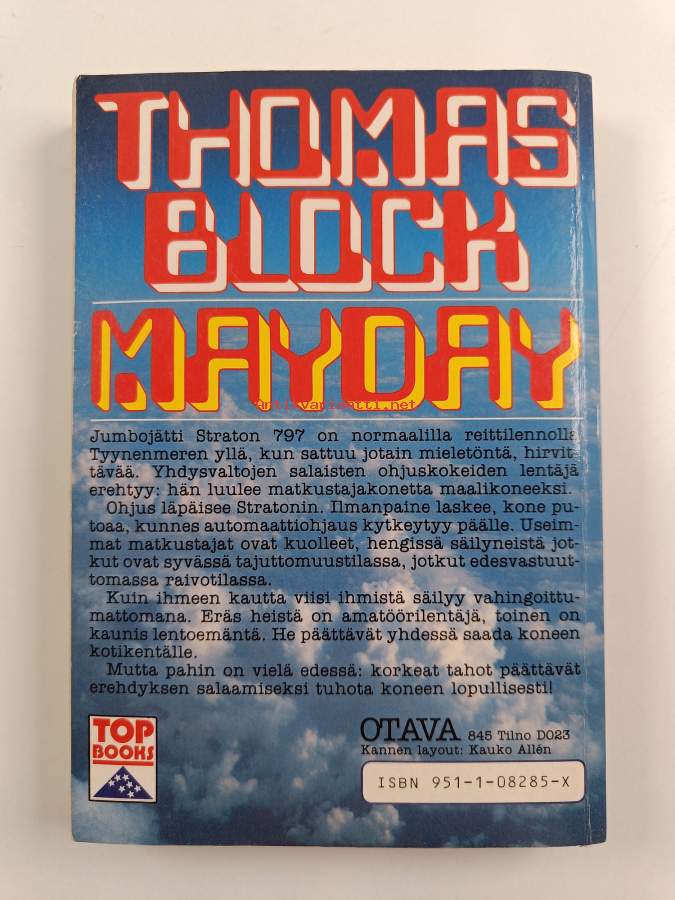 THOMAS
BLOCK
MAYDAY
Antikvariaatti.net
Jumbojätti Straton 797 on normaalilla reittilennolla
Tyynenmeren yllä, kun sattuu jotain mieletöntä, hirvit-
tävää. Yhdysvaltojen salaisten ohjuskokeiden lentäjä
erehtyy: hän luulee matkustajakonetta maalikoneeksi.
Ohjus läpäisee Stratonin. Ilmanpaine laskee, kone pu-
toaa, kunnes automaattiohjaus kytkeytyy päälle. Useim-
mat matkustajat ovat kuolleet, hengissä säilyneistä jot-
kut ovat syvässä tajuttomuustilassa, jotkut edesvastuut-
tomassa raivotilassa.
Kuin ihmeen kautta viisi ihmistä säilyy vahingoittu-
mattomana. Eräs heistä on amatöörilentäjä, toinen on
kaunis lentoemäntä. He päättävät yhdessä saada koneen
kotikentälle.
Mutta pahin on vielä edessä: korkeat tahot päättävät
erehdyksen salaamiseksi tuhota koneen lopullisesti!
TOP
BOOKS
OTAVA 845 Tilno D023
Kannen layout: Kauko Allén
ISBN 951-1-08285-X